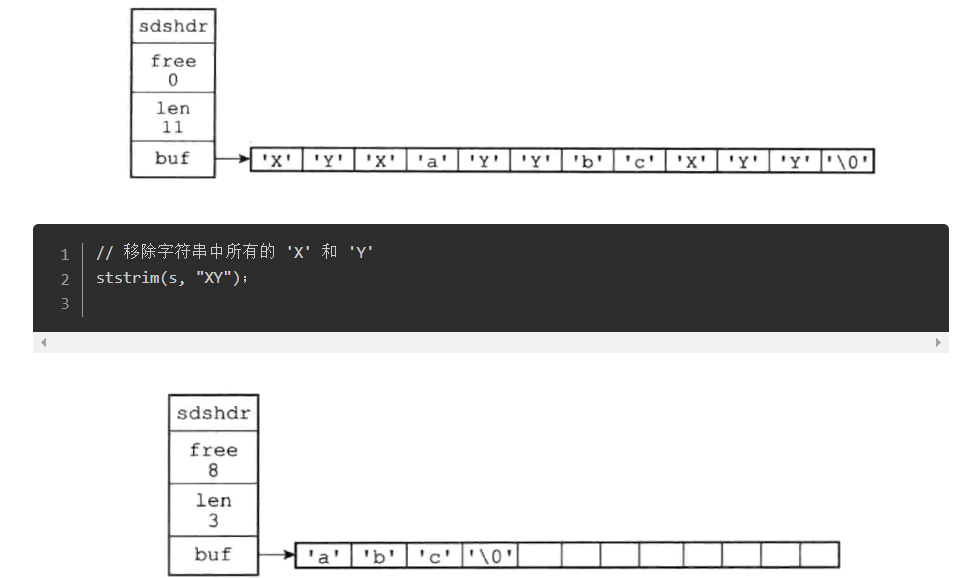 sdshdr
free
0
len
11
buf
'X' 'Y' 'X' 'a' 'Y' 'Y' 'b' 'c' 'X' 'Y' 'Y' '\0'
1 // 移除字符串中所有的 'X' 和 'Y'
2 ststrim(s, "XY");
3
sdshdr
free
8
len
3
buf
'a' 'b' 'c' '\0'